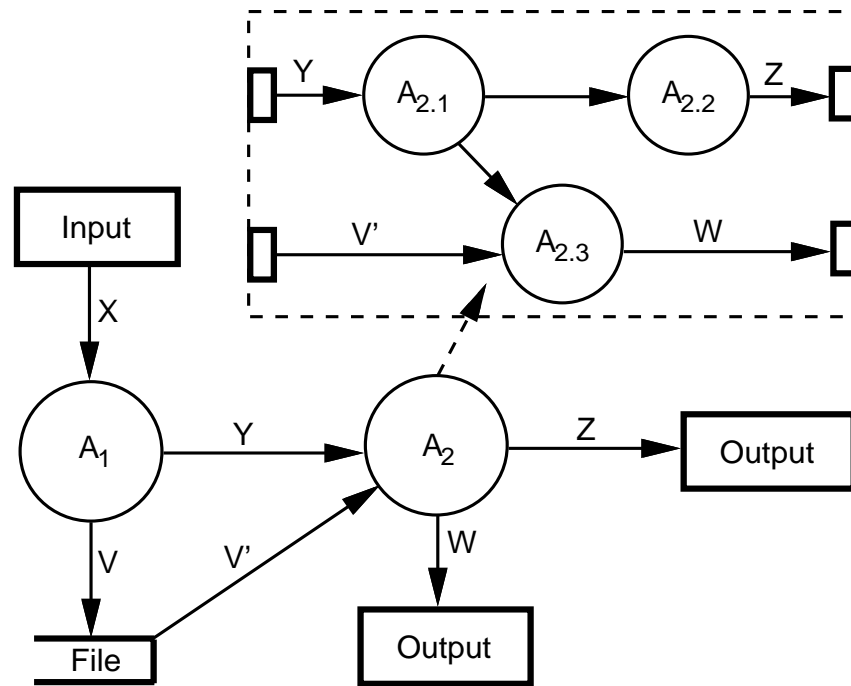 Y
A2.1
A2.2
Z
V'
A2.3
W
Input
X
A1
Y
A2
Z
Output
V
V'
W
File
Output